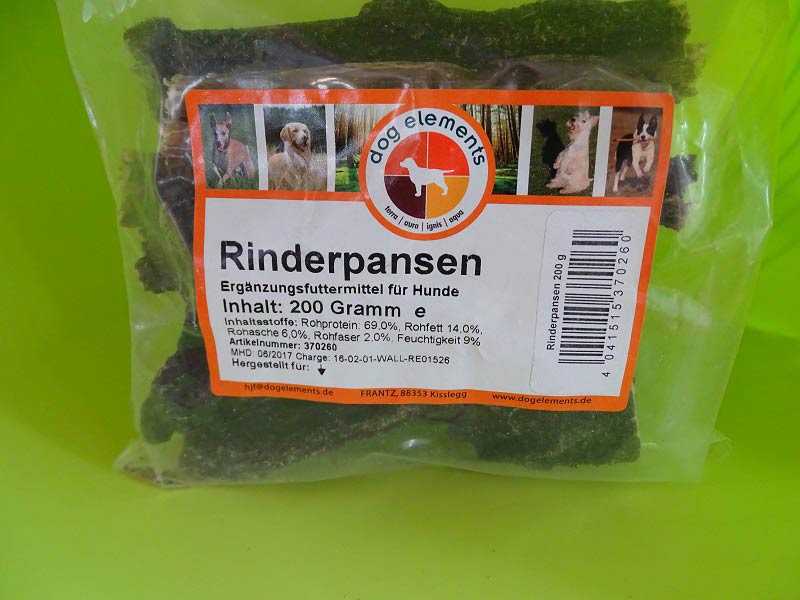 dog elements
terra | aura | ignis | aqua
Rinderpansen
Ergänzungsfuttermittel für Hunde
Inhalt: 200 Gramm e
Inhaltsstoffe: Rohprotein: 69,0%, Rohfett 14,0%,
Rohasche 6,0%, Rohfaser 2,0%, Feuchtigkeit 9%
Artikelnummer: 370260
MHD: 06/2017 Charge: 16-02-01-WALL-RE01526
Hergestellt für:
hjf@dogelements.de FRANTZ, 88353 Kisslegg www.dogelements.de
Rinderpansen 200 g
4 041515 370260